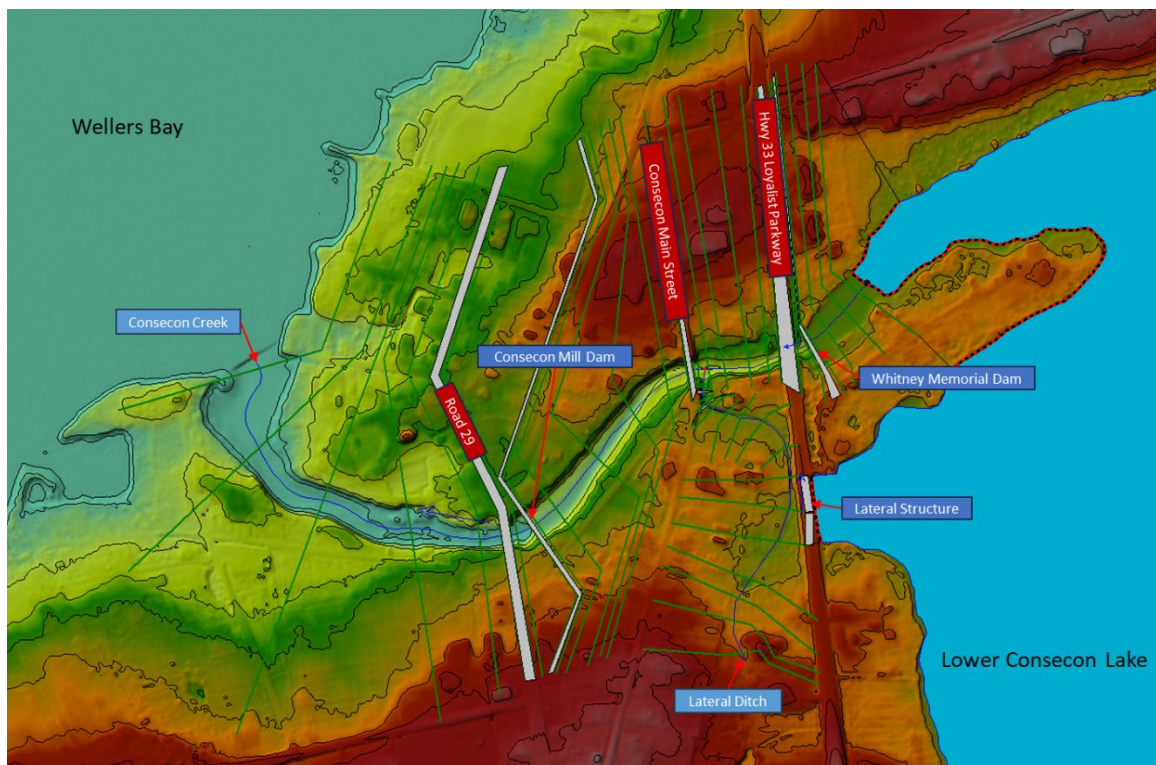 Wellers Bay
Hwy 33 Loyalist Parkway
Consecon Main Street
Consecon Creek
Consecon Mill Dam
Whitney Memorial Dam
Road 29
Lateral Structure
Lower Consecon Lake
Lateral Ditch